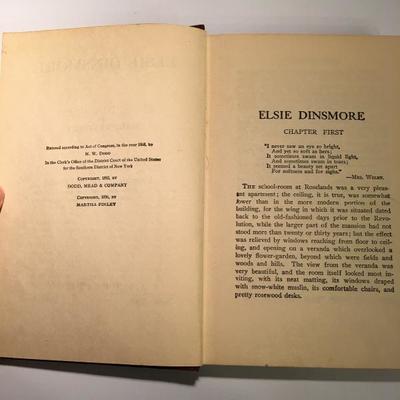 Entered according to Act of Congress, in the year 1868, by
M. W. DODD
In the Clerk's Office of the District Court of the United States
for the Southern District of New York
COPYRIGHT, BY
DODD, MEAD & COMPANY
COPYRIGHT, BY
MARTHA FINLEY
ELSIE DINSMORE
CHAPTER FIRST
"I never saw an eye so bright,
And yet so soft as hers;
It sometimes swam in liquid light,
And sometimes swam in tears;
It seemed a beauty set apart
For softness and for sighs."
—MRS. WELBY.
THE school-room at Roselands was a very pleas-
ant apartment; the ceiling, it is true, was somewhat
lower than in the more modern portion of the
building, for the wing in which it was situated dated
back to the old-fashioned days prior to the Revo-
lution, while the larger part of the mansion had not
stood more than twenty or thirty years; but the effect
was relieved by windows reaching from floor to ceil-
ing, and opening on a veranda which overlooked a
lovely flower-garden, beyond which were fields and
woods and hills. The view from the veranda was
very beautiful, and the room itself looked most inviting,
with its neat matting, its windows draped
with snow-white muslin, its comfortable chairs, and
pretty rosewood desks.